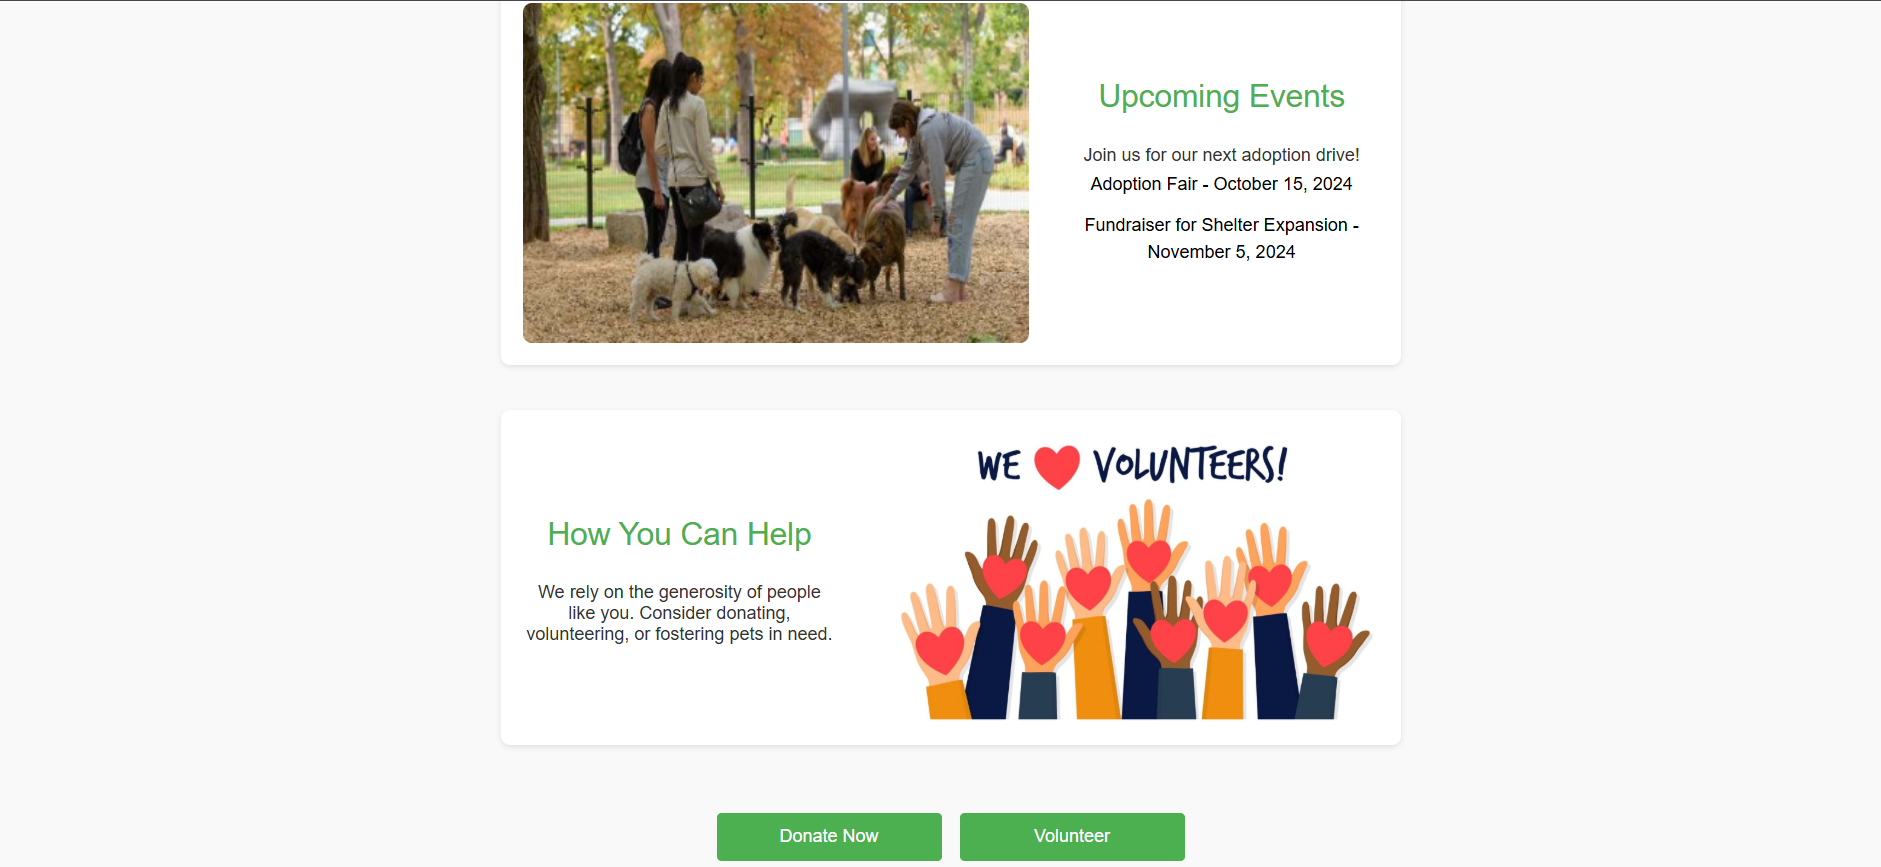 Upcoming Events
Join us for our next adoption drive!
Adoption Fair - October 15, 2024
Fundraiser for Shelter Expansion -
November 5, 2024
WE VOLUNTEERS!
How You Can Help
We rely on the generosity of people
like you. Consider donating,
volunteering, or fostering pets in need.
Donate Now
Volunteer